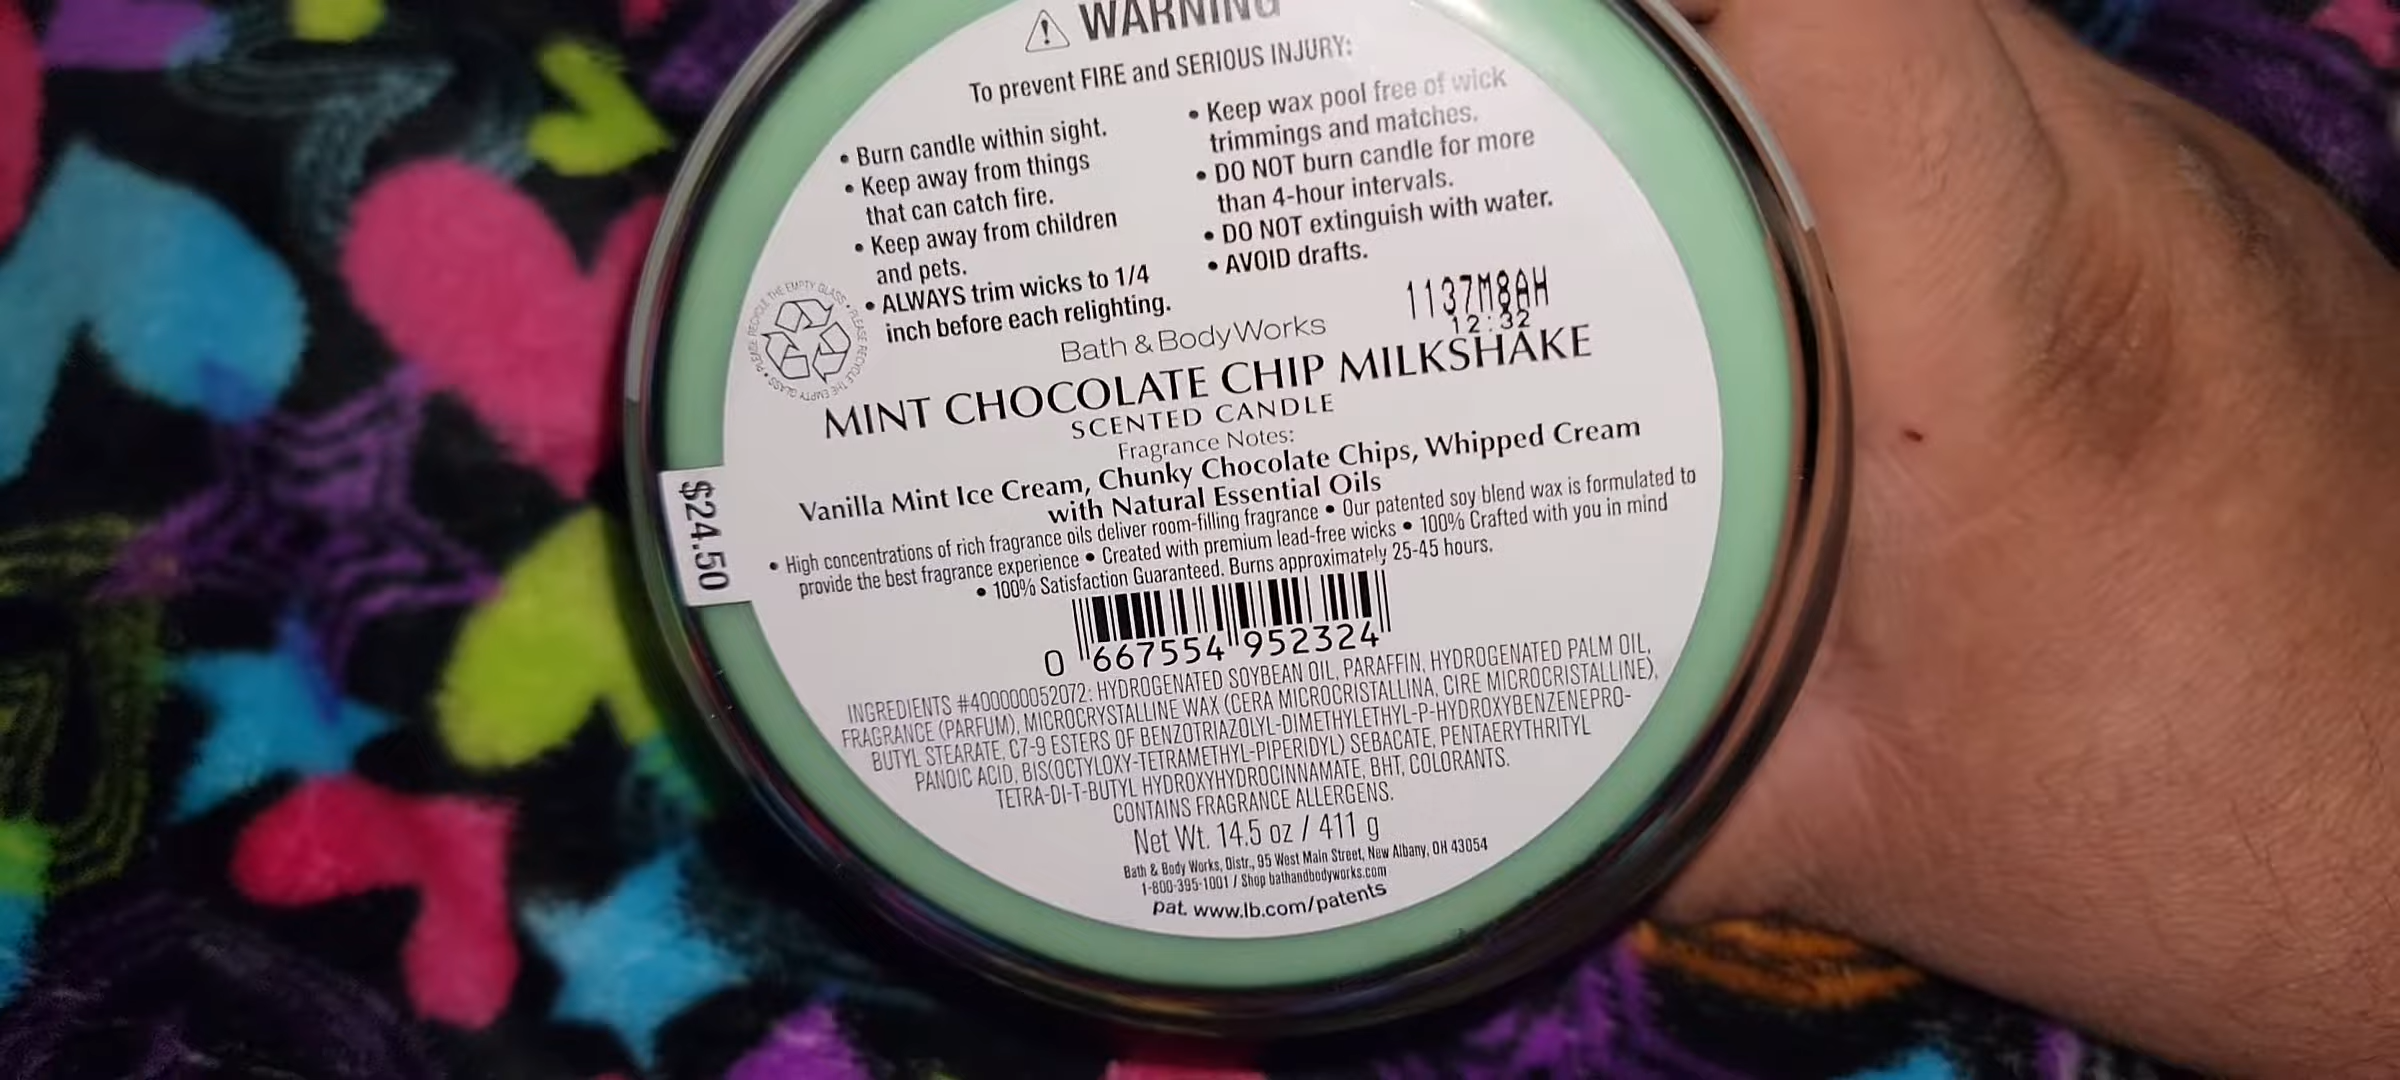 WARNING
To prevent FIRE and SERIOUS INJURY:
• Burn candle within sight.
• Keep away from things
that can catch fire.
• Keep away from children
and pets.
• ALWAYS trim wicks to 1/4
inch before each relighting.
• Keep wax pool free of wick
trimmings and matches.
• DO NOT burn candle for more
than 4-hour intervals.
• DO NOT extinguish with water.
• AVOID drafts.
PLEASE RECYCLE THE EMPTY GLASS • PLEASE RECYCLE THE EMPTY GLASS •
1137M8AH
12:32
Bath & Body Works
MINT CHOCOLATE CHIP MILKSHAKE
SCENTED CANDLE
Fragrance Notes:
Vanilla Mint Ice Cream, Chunky Chocolate Chips, Whipped Cream
with Natural Essential Oils
• High concentrations of rich fragrance oils deliver room-filling fragrance • Our patented soy blend wax is formulated to
provide the best fragrance experience • Created with premium lead-free wicks • 100% Crafted with you in mind
• 100% Satisfaction Guaranteed. Burns approximately 25-45 hours.
$24.50
0 667554 952324
INGREDIENTS #400000052072: HYDROGENATED SOYBEAN OIL, PARAFFIN, HYDROGENATED PALM OIL,
FRAGRANCE (PARFUM), MICROCRYSTALLINE WAX (CERA MICROCRISTALLINA, CIRE MICROCRISTALLINE),
BUTYL STEARATE, C7-9 ESTERS OF BENZOTRIAZOLYL-DIMETHYLETHYL-P-HYDROXYBENZENEPRO-
PANOIC ACID, BIS(OCTYLOXY-TETRAMETHYL-PIPERIDYL) SEBACATE, PENTAERYTHRITYL
TETRA-DI-T-BUTYL HYDROXYHYDROCINNAMATE, BHT, COLORANTS.
CONTAINS FRAGRANCE ALLERGENS.
Net Wt. 14.5 oz / 411 g
Bath & Body Works, Distr., 95 West Main Street, New Albany, OH 43054
1-800-395-1001 / Shop bathandbodyworks.com
pat. www.lb.com/patents